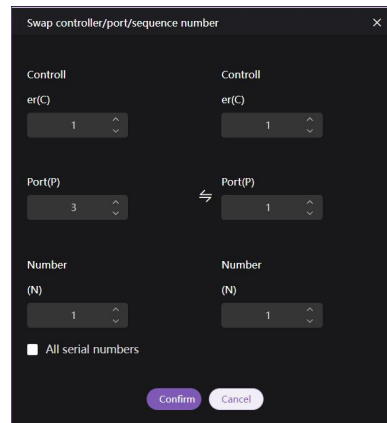 Swap controller/port/sequence number
Controll Controll
er(C) er(C)
1 1
Port(P) Port(P)
3 1
Number Number
(N) (N)
1 1
All serial numbers
Confirm Cancel